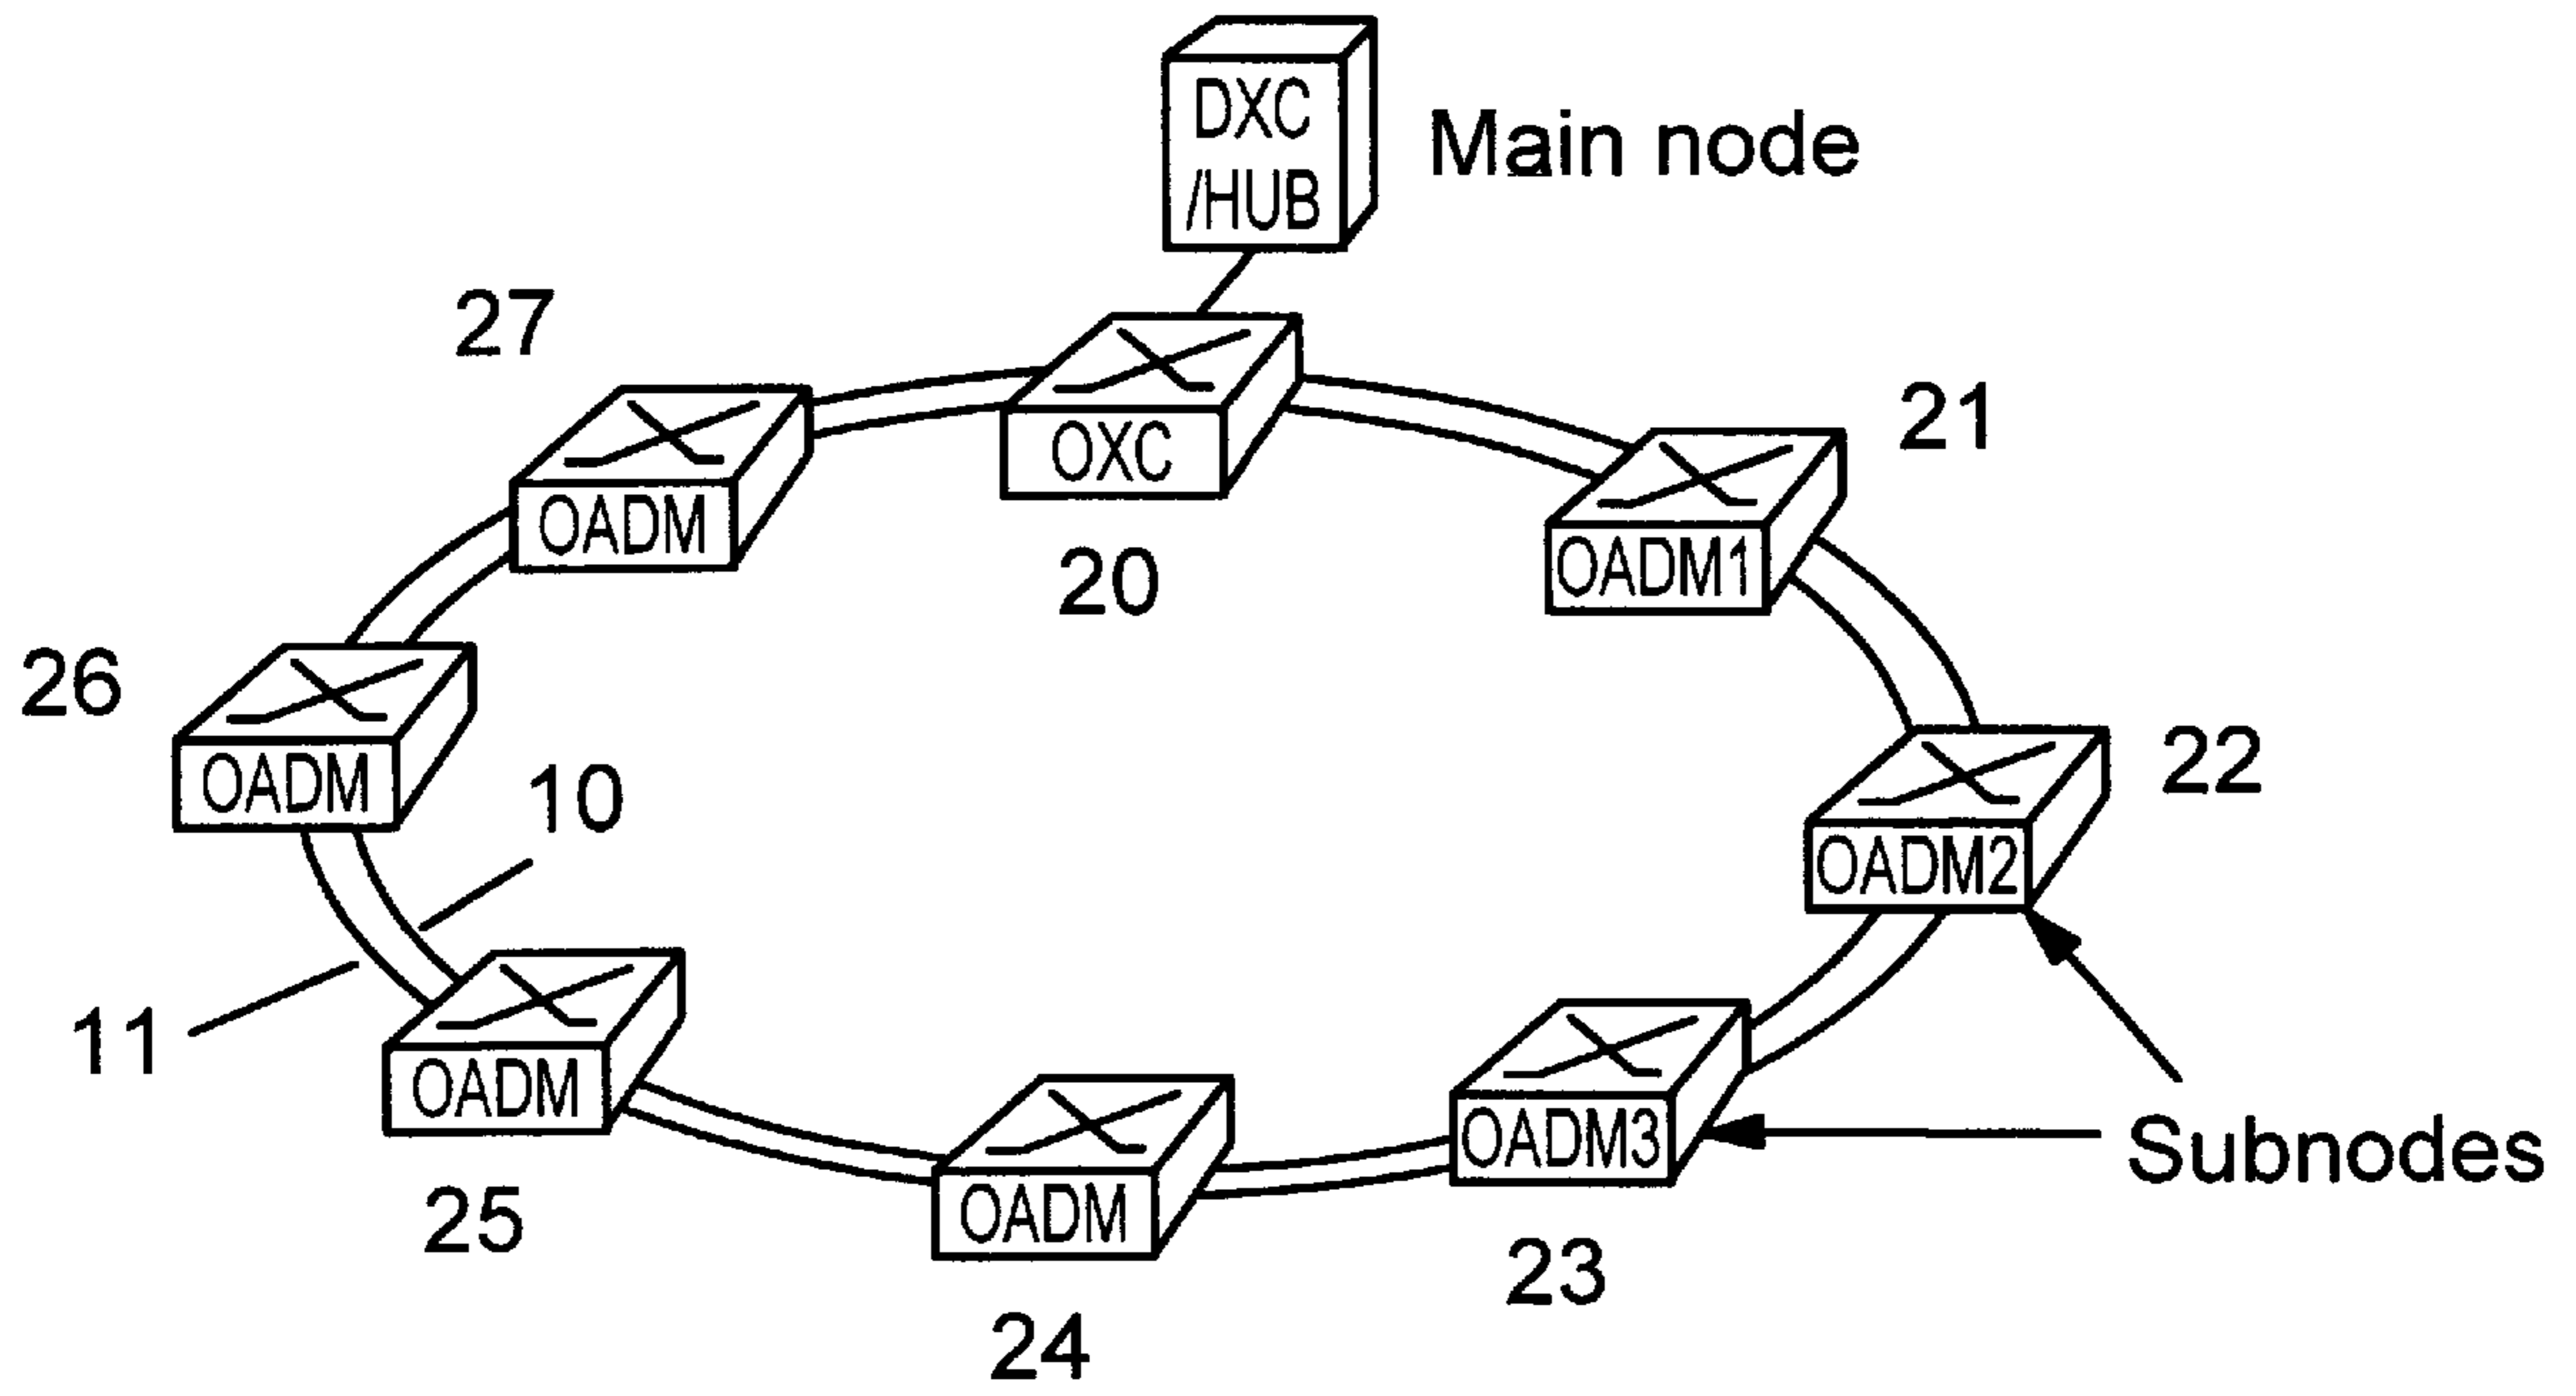 DXC
/HUB
Main node
27
OXC
20
21
OADM
OADM1
26
OADM
10
22
OADM2
11
OADM
25
OADM
24
OADM3
23
Subnodes